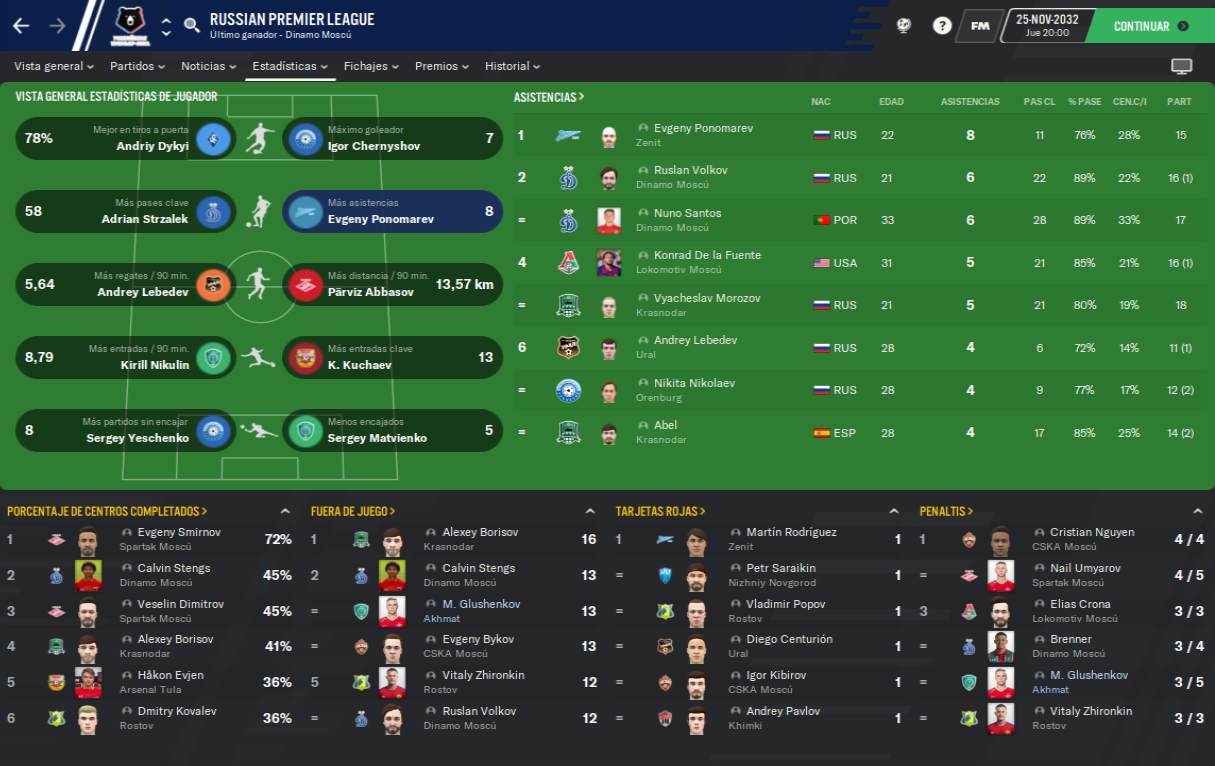 RUSSIAN PREMIER LEAGUE
Último ganador - Dinamo Moscú
?
FM
25-NOV-2032
Jue 20:00
CONTINUAR
Vista general Partidos Noticias Estadísticas Fichajes Premios Historial
VISTA GENERAL ESTADÍSTICAS DE JUGADOR
78% Mejor en tiros a puerta
Andriy Dykyi
Máximo goleador
Igor Chernyshov 7
58 Más pases clave
Adrian Strzalek
Más asistencias
Evgeny Ponomarev 8
5,64 Más regates / 90 min.
Andrey Lebedev
Más distancia / 90 min.
Pärviz Abbasov 13,57 km
8,79 Más entradas / 90 min.
Kirill Nikulin
Más entradas clave
K. Kuchaev 13
8 Más partidos sin encajar
Sergey Yeschenko
Menos encajados
Sergey Matvienko 5
ASISTENCIAS NAC EDAD ASISTENCIAS PAS CL % PASE CEN.C/I PART
1 Evgeny Ponomarev RUS 22 8 11 76% 28% 15
Zenit
2 Ruslan Volkov RUS 21 6 22 89% 22% 16 (1)
Dinamo Moscú
= Nuno Santos POR 33 6 28 89% 33% 17
Dinamo Moscú
4 Konrad De la Fuente USA 31 5 21 85% 21% 16 (1)
Lokomotiv Moscú
= Vyacheslav Morozov RUS 21 5 21 80% 19% 18
Krasnodar
6 Andrey Lebedev RUS 28 4 6 72% 14% 11 (1)
Ural
= Nikita Nikolaev RUS 28 4 9 77% 17% 12 (2)
Orenburg
= Abel ESP 28 4 17 85% 25% 14 (2)
Krasnodar
PORCENTAJE DE CENTROS COMPLETADOS
1 Evgeny Smirnov 72%
Spartak Moscú
2 Calvin Stengs 45%
Dinamo Moscú
3 Veselin Dimitrov 45%
Spartak Moscú
4 Alexey Borisov 41%
Krasnodar
5 Håkon Evjen 36%
Arsenal Tula
6 Dmitry Kovalev 36%
Rostov
FUERA DE JUEGO
1 Alexey Borisov 16
Krasnodar
2 Calvin Stengs 13
Dinamo Moscú
= M. Glushenkov 13
Akhmat
= Evgeny Bykov 13
CSKA Moscú
5 Vitaly Zhironkin 12
Rostov
= Ruslan Volkov 12
Dinamo Moscú
TARJETAS ROJAS
1 Martín Rodríguez 1
Zenit
= Petr Saraikin 1
Nizhniy Novgorod
= Vladimir Popov 1
Rostov
= Diego Centurión 1
Ural
= Igor Kibirov 1
CSKA Moscú
= Andrey Pavlov 1
Khimki
PENALTIS
1 Cristian Nguyen 4 / 4
CSKA Moscú
= Nail Umyarov 4 / 5
Spartak Moscú
3 Elias Crona 3 / 3
Lokomotiv Moscú
= Brenner 3 / 4
Dinamo Moscú
= M. Glushenkov 3 / 5
Akhmat
= Vitaly Zhironkin 3 / 3
Rostov